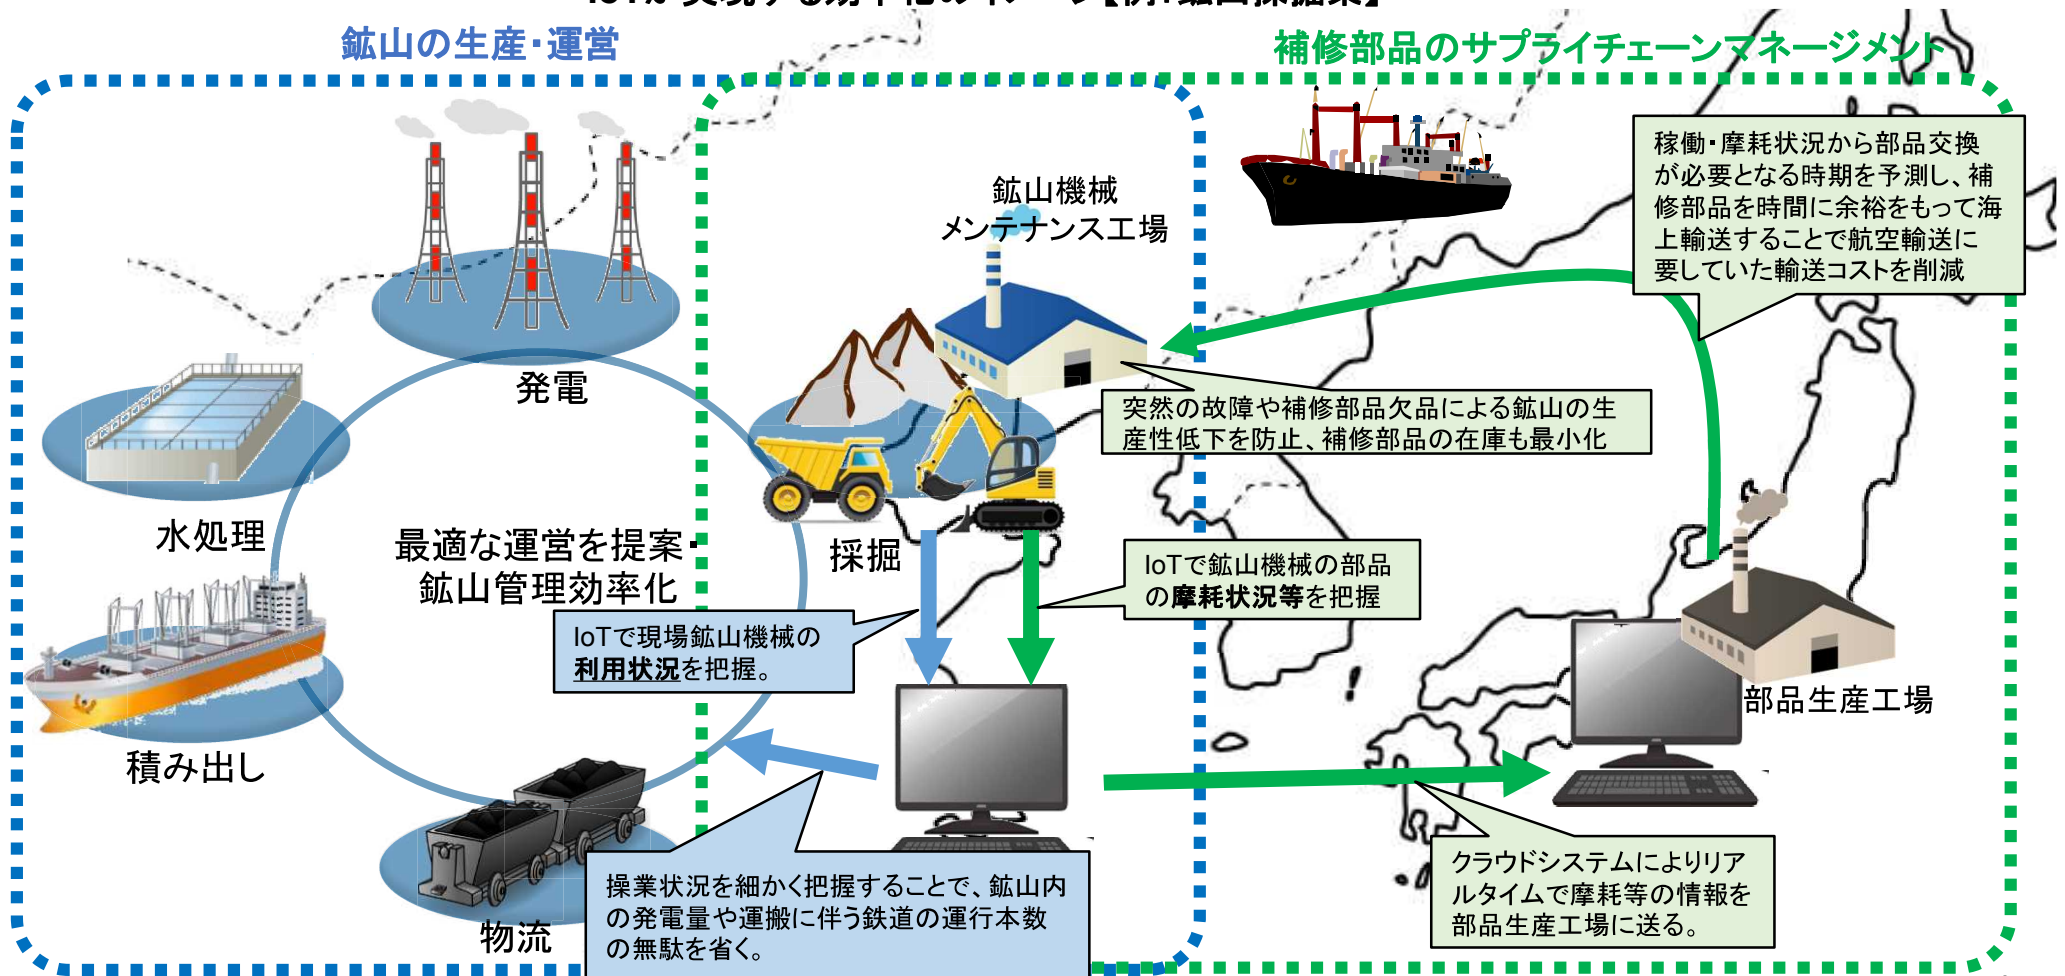 鉱山の生産・運営
補修部品のサプライチェーンマネージメント
稼働・摩耗状況から部品交換
が必要となる時期を予測し、補
修部品を時間に余裕をもって海
上輸送することで航空輸送に
要していた輸送コストを削減
鉱山機械
メンテナンス工場
発電
突然の故障や補修部品欠品による鉱山の生
産性低下を防止、補修部品の在庫も最小化
水処理
最適な運営を提案・
鉱山管理効率化
採掘
IoTで鉱山機械の部品
の摩耗状況等を把握
IoTで現場鉱山機械の
利用状況を把握。
部品生産工場
積み出し
物流
操業状況を細かく把握することで、鉱山内
の発電量や運搬に伴う鉄道の運行本数
の無駄を省く。
クラウドシステムによりリア
ルタイムで摩耗等の情報を
部品生産工場に送る。